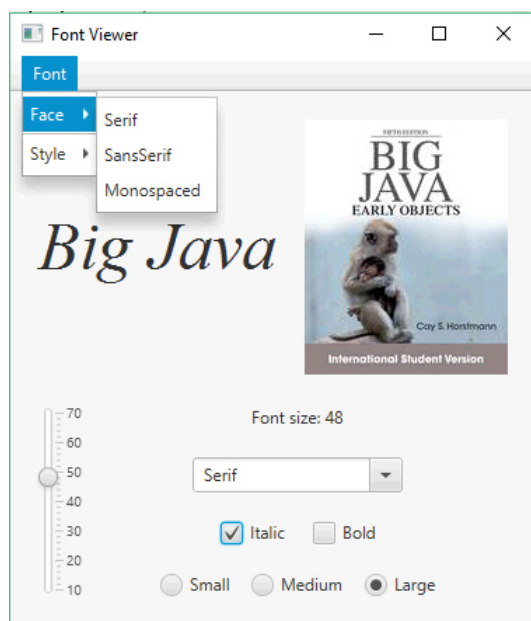 Font Viewer
Font
Face
Serif
Style
SansSerif
Monospaced
Big Java
FIFTH EDITION
BIG
JAVA
EARLY OBJECTS
Cay S. Horstmann
International Student Version
70
60
50
40
30
20
10
Font size: 48
Serif
Italic
Bold
Small
Medium
Large